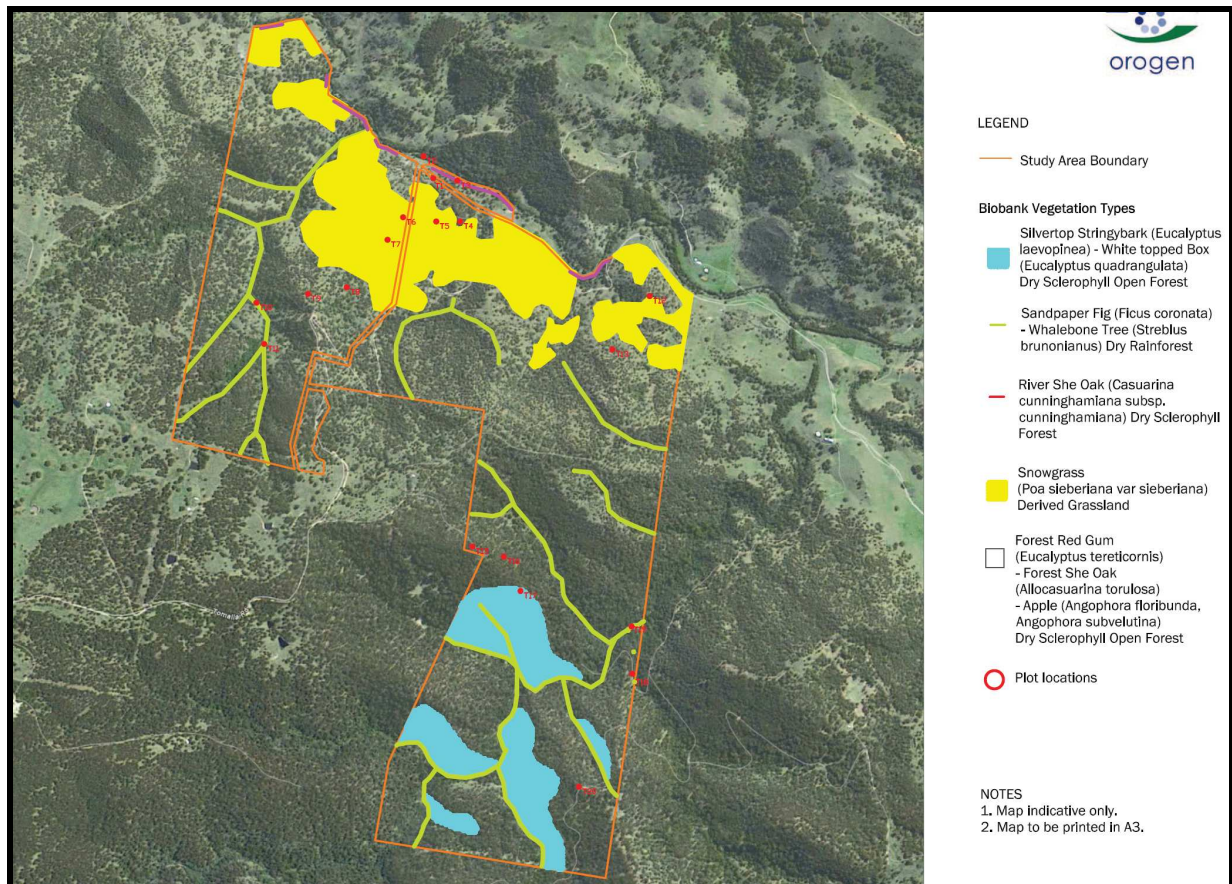 orogen
LEGEND
Study Area Boundary
Biobank Vegetation Types
Silvertop Stringybark (Eucalyptus
laevopinea) - White topped Box
(Eucalyptus quadrangulata)
Dry Sclerophyll Open Forest
Sandpaper Fig (Ficus coronata)
- Whalebone Tree (Streblus
brunonianus) Dry Rainforest
River She Oak (Casuarina
cunninghamiana subsp.
cunninghamiana) Dry Sclerophyll
Forest
Snowgrass
(Poa sieberiana var sieberiana)
Derived Grassland
Forest Red Gum
(Eucalyptus tereticornis)
- Forest She Oak
(Allocasuarina torulosa)
- Apple (Angophora floribunda,
Angophora subvelutina)
Dry Sclerophyll Open Forest
Plot locations
NOTES
1. Map indicative only.
2. Map to be printed in A3.
T6
T5
T4
T7